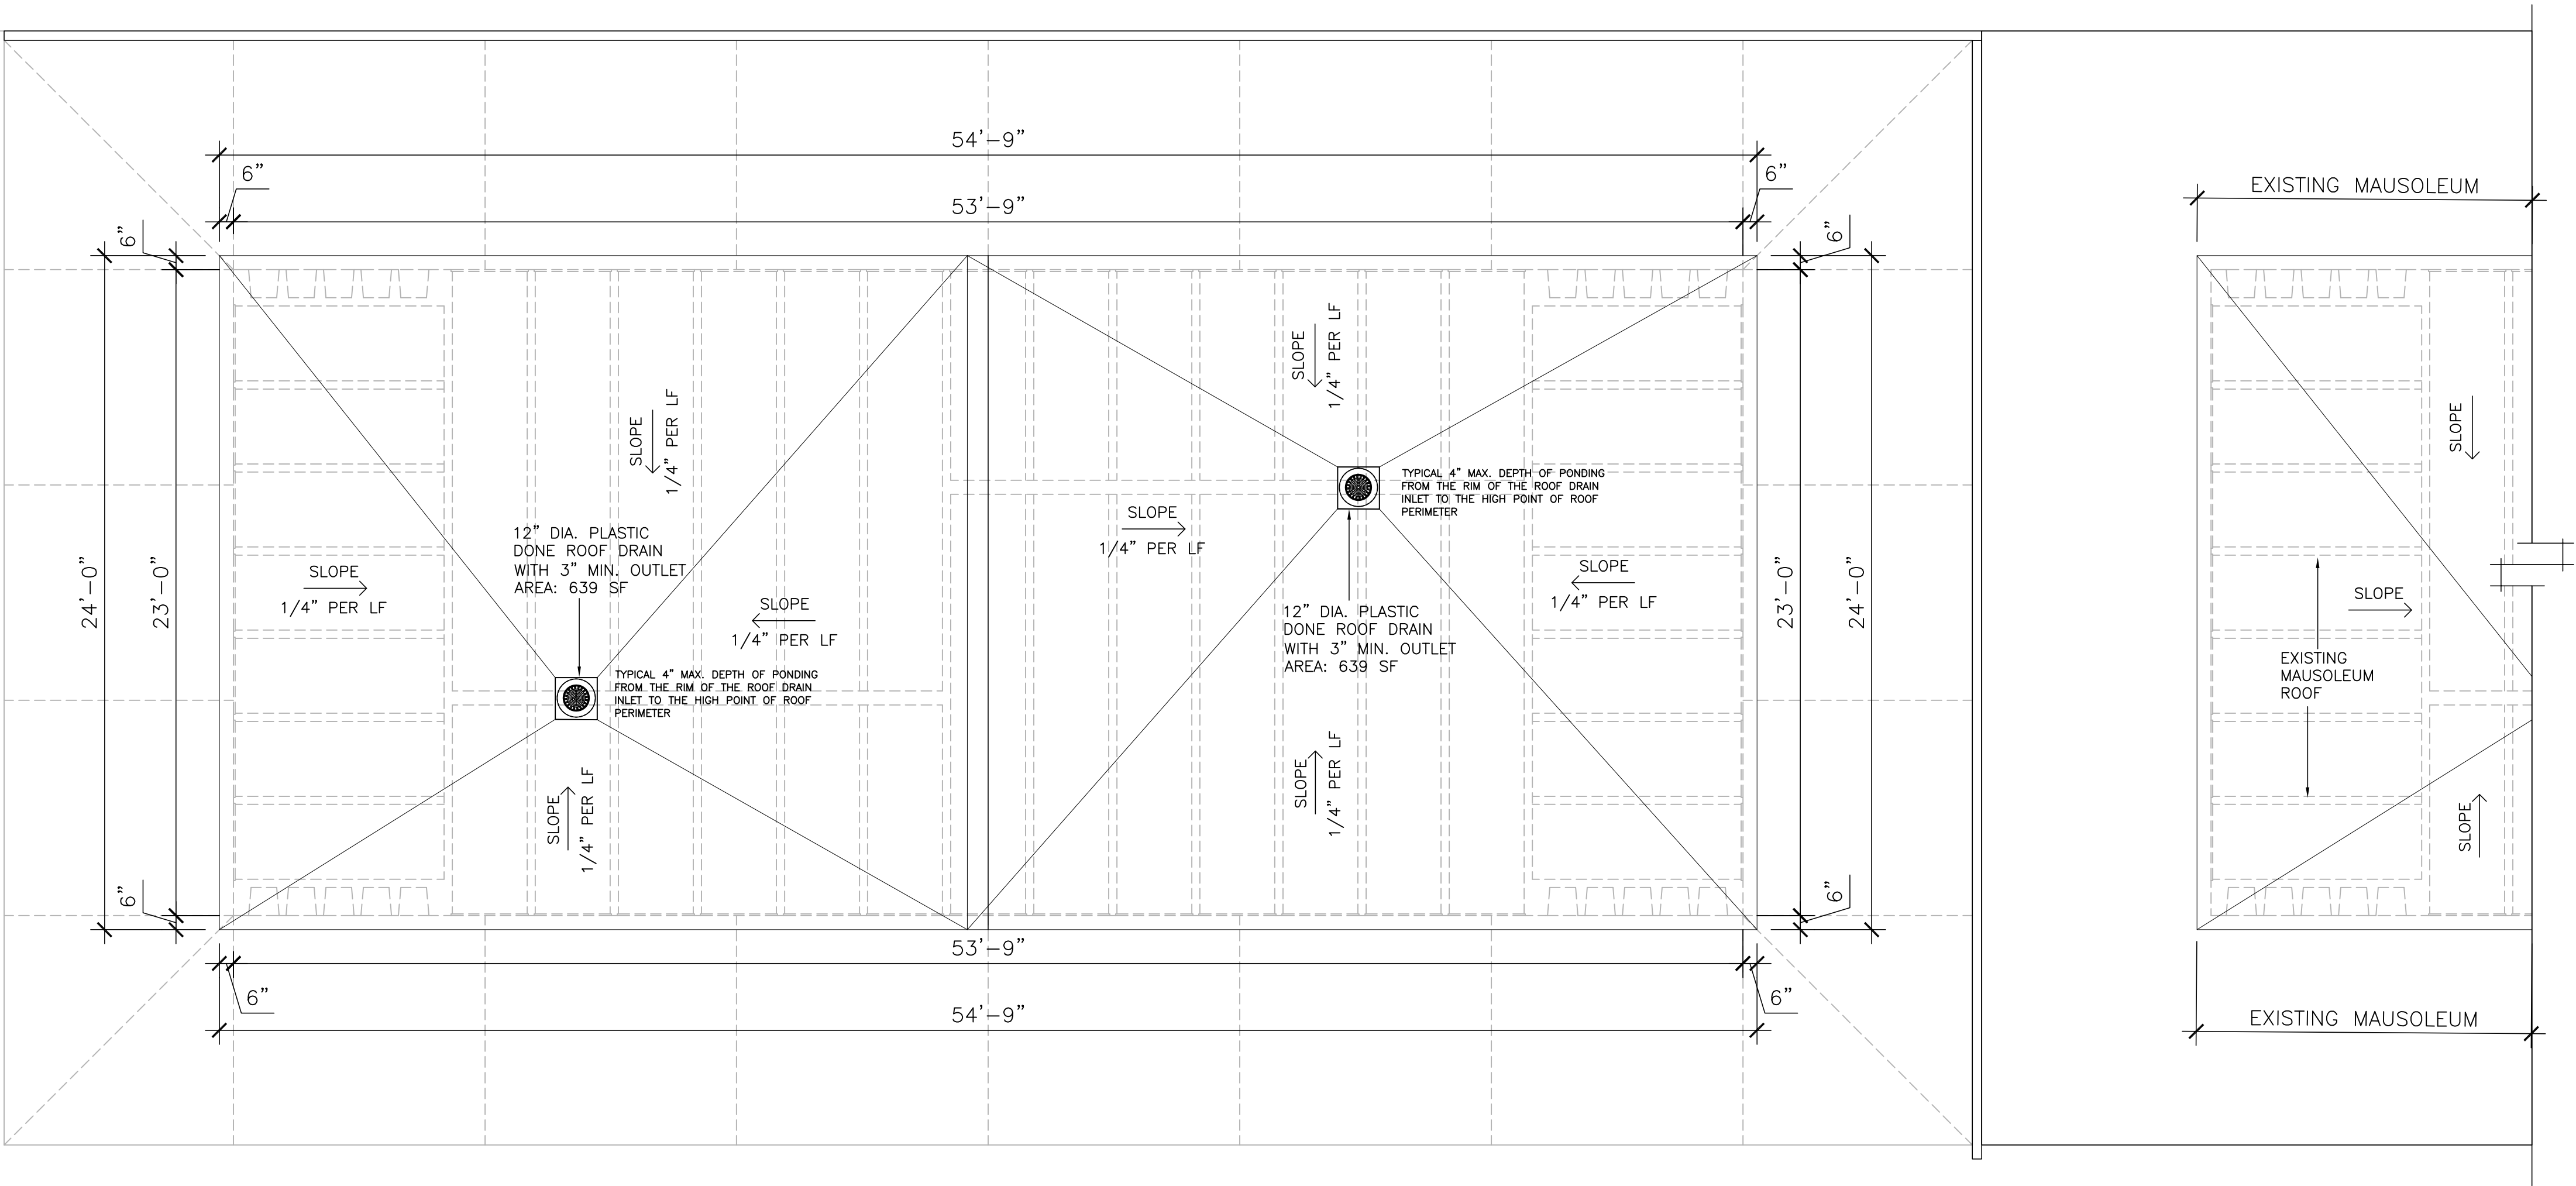 54'-9"
6"
53'-9"
6"
EXISTING MAUSOLEUM
6"
6"
24'-0"
23'-0"
SLOPE
1/4" PER LF
SLOPE
1/4" PER LF
12" DIA. PLASTIC
DONE ROOF DRAIN
WITH 3" MIN. OUTLET
AREA: 639 SF
SLOPE
1/4" PER LF
SLOPE
1/4" PER LF
TYPICAL 4" MAX. DEPTH OF PONDING
FROM THE RIM OF THE ROOF DRAIN
INLET TO THE HIGH POINT OF ROOF
PERIMETER
SLOPE
1/4" PER LF
SLOPE
1/4" PER LF
TYPICAL 4" MAX. DEPTH OF PONDING
FROM THE RIM OF THE ROOF DRAIN
INLET TO THE HIGH POINT OF ROOF
PERIMETER
12" DIA. PLASTIC
DONE ROOF DRAIN
WITH 3" MIN. OUTLET
AREA: 639 SF
SLOPE
1/4" PER LF
SLOPE
1/4" PER LF
23'-0"
24'-0"
SLOPE
SLOPE
EXISTING
MAUSOLEUM
ROOF
SLOPE
6"
6"
53'-9"
6"
6"
54'-9"
EXISTING MAUSOLEUM